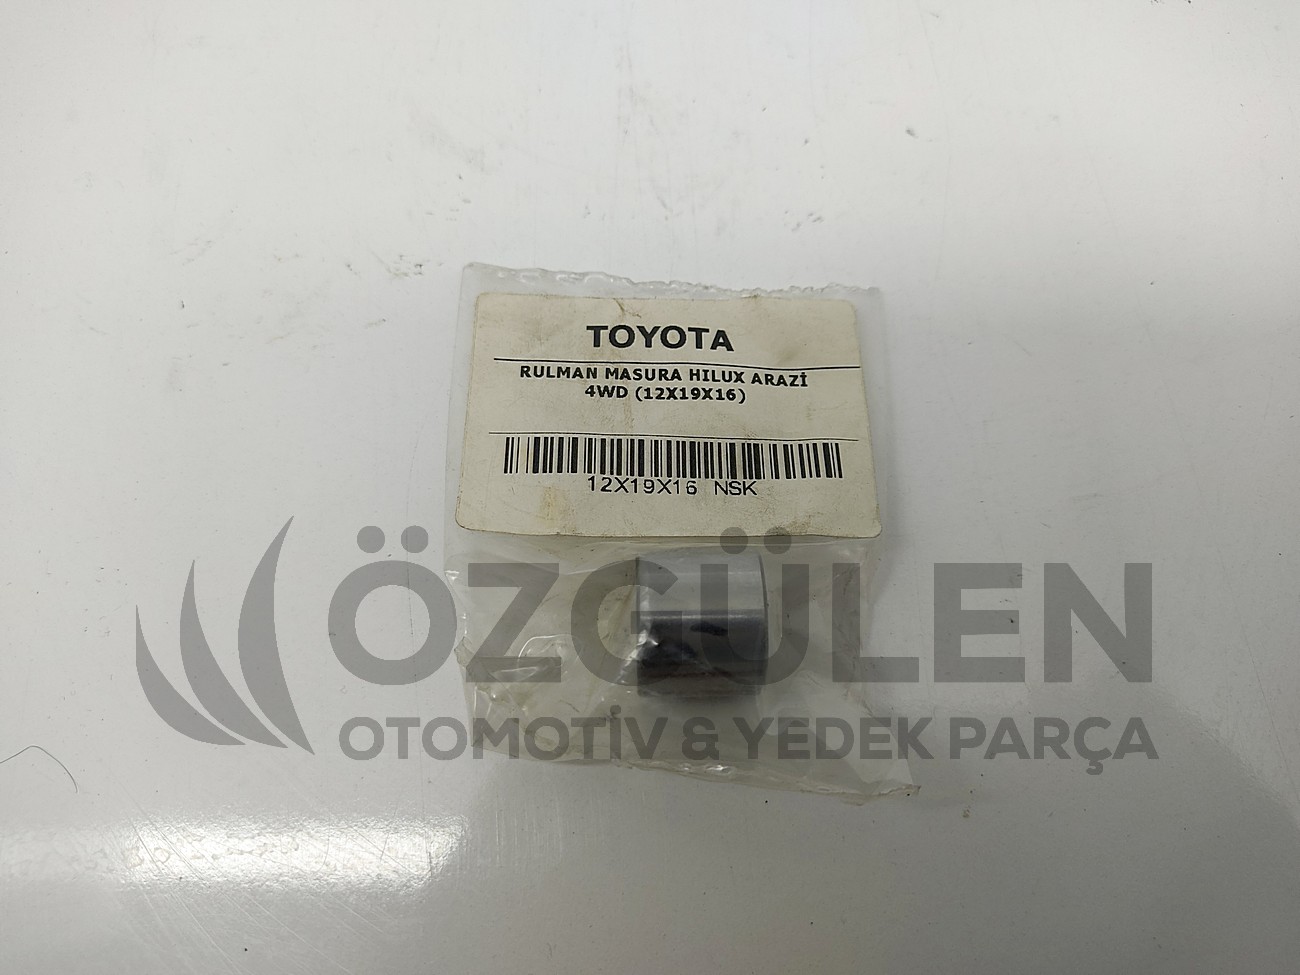 TOYOTA
RULMAN MASURA HILUX ARAZİ
4WD (12X19X16)
12X19X16 NSK
ÖZGÜLEN
OTOMOTİV & YEDEK PARÇA